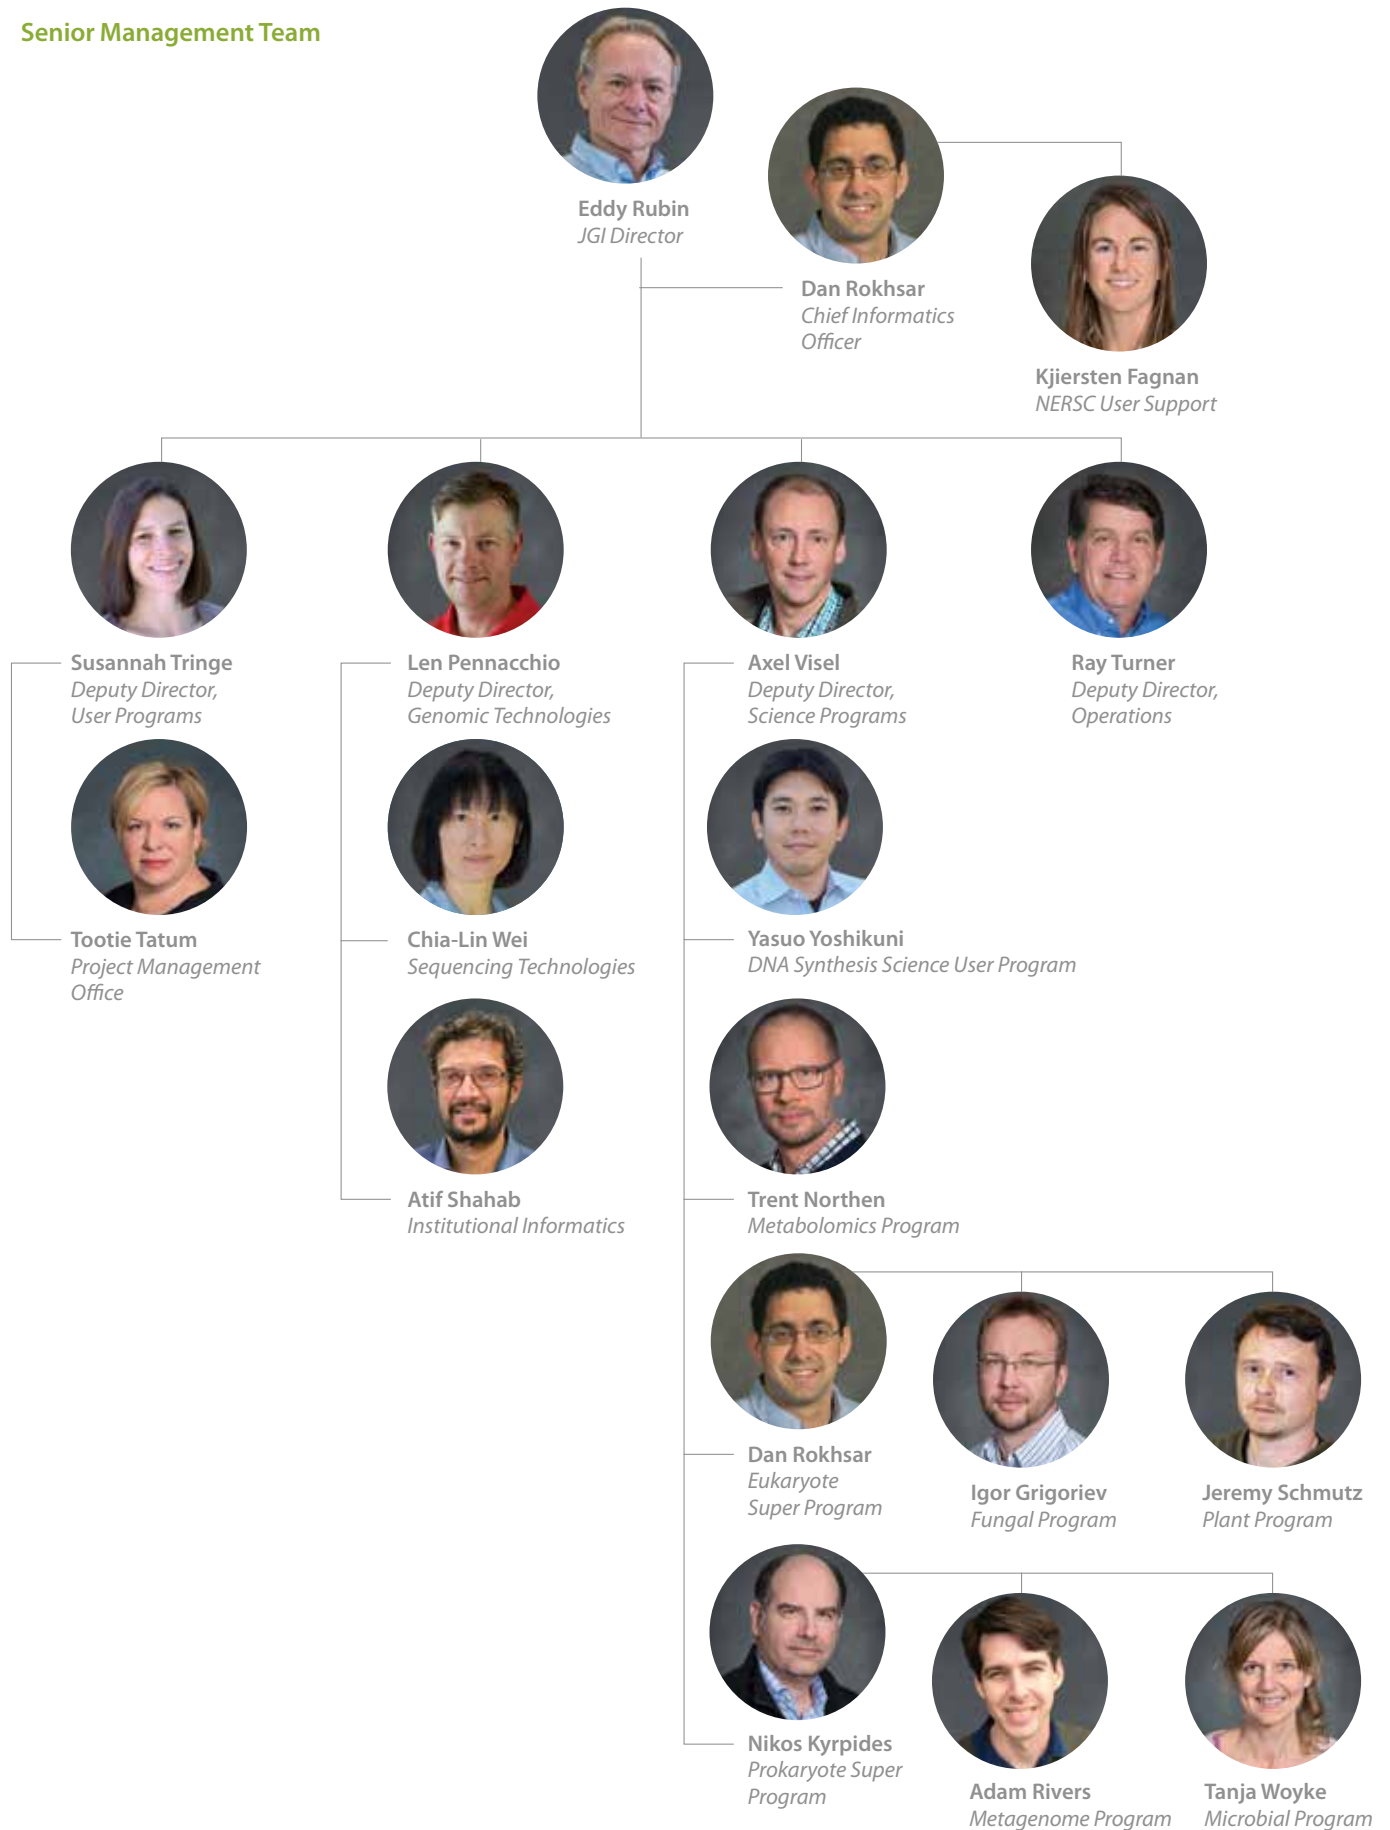 Senior Management Team
Eddy Rubin
JGI Director
Dan Rokhsar
Chief Informatics
Officer
Kjiersten Fagnan
NERSC User Support
Susannah Tringe
Deputy Director,
User Programs
Len Pennacchio
Deputy Director,
Genomic Technologies
Axel Visel
Deputy Director,
Science Programs
Ray Turner
Deputy Director,
Operations
Tootie Tatum
Project Management
Office
Chia-Lin Wei
Sequencing Technologies
Yasuo Yoshikuni
DNA Synthesis Science User Program
Atif Shahab
Institutional Informatics
Trent Northen
Metabolomics Program
Dan Rokhsar
Eukaryote
Super Program
Igor Grigoriev
Fungal Program
Jeremy Schmutz
Plant Program
Nikos Kyrpides
Prokaryote Super
Program
Adam Rivers
Metagenome Program
Tanja Woyke
Microbial Program